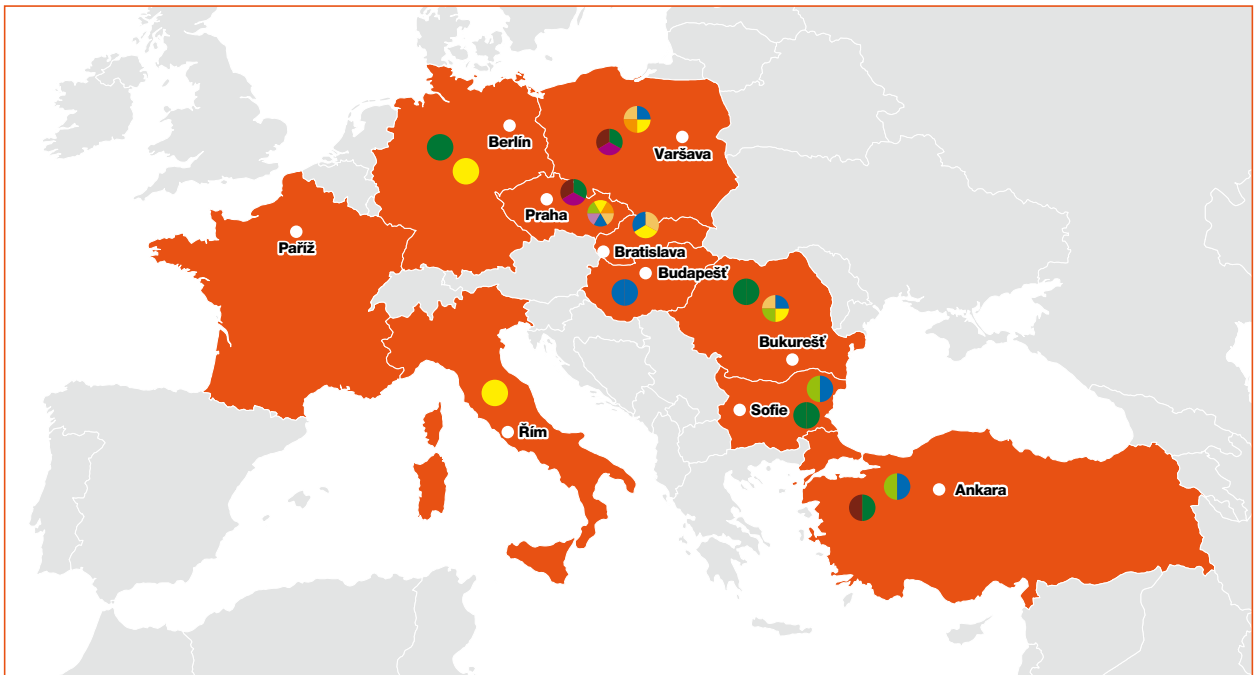 Berlín
Varšava
Praha
Paříž
Bratislava
Budapešť
Bukurešť
Sofie
Řím
Ankara